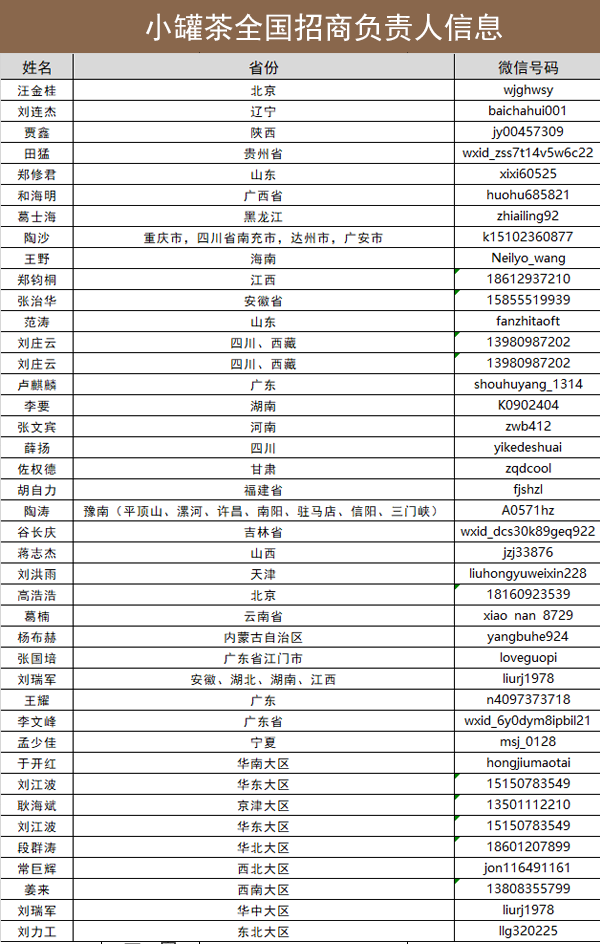 小罐茶全国招商负责人信息
姓名 省份 微信号码
汪金桂 北京 wjghwsy
刘连杰 辽宁 baichahui001
贾鑫 陕西 jy00457309
田猛 贵州省 wxid_zss7t14v5w6c22
郑修君 山东 xixi60525
和海明 广西省 huohu685821
葛士海 黑龙江 zhiailing92
陶沙 重庆市，四川省南充市，达州市，广安市 k15102360877
王野 海南 Neilyo_wang
郑钧桐 江西 18612937210
张治华 安徽省 15855519939
范涛 山东 fanzhitaoft
刘庄云 四川、西藏 13980987202
刘庄云 四川、西藏 13980987202
卢麒麟 广东 shouhuyang_1314
李要 湖南 K0902404
张文宾 河南 zwb412
薛扬 四川 yikedeshuai
佐权德 甘肃 zqdcool
胡自力 福建省 fjshzl
陶涛 豫南（平顶山、漯河、许昌、南阳、驻马店、信阳、三门峡） A0571hz
谷长庆 吉林省 wxid_dcs30k89geq922
蒋志杰 山西 jzj33876
刘洪雨 天津 liuhongyuweixin228
高浩浩 北京 18160923539
葛楠 云南省 xiao nan 8729
杨布赫 内蒙古自治区 yangbuhe924
张国培 广东省江门市 loveguopi
刘瑞军 安徽、湖北、湖南、江西 liurj1978
王耀 广东 n4097373718
李文峰 广东省 wxid_6y0dym8ipbil21
孟少佳 宁夏 msj_0128
于开红 华南大区 hongjiumaotai
刘江波 华东大区 15150783549
耿海斌 京津大区 13501112210
刘江波 华东大区 15150783549
段群涛 华北大区 18601207899
常巨辉 西北大区 jon116491161
姜来 西南大区 13808355799
刘瑞军 华中大区 liurj1978
刘力工 东北大区 llg320225